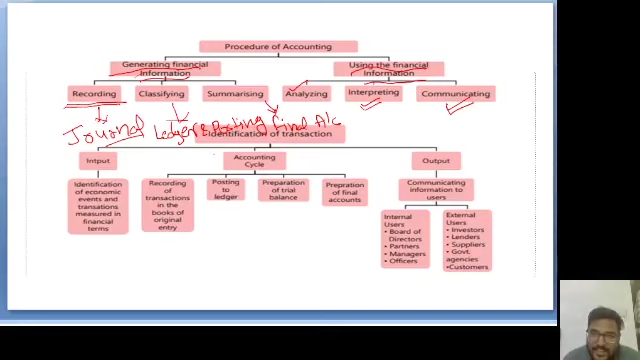 Procedure of Accounting
Generating financial
information
Using the financial
information
Recording
Classifying
Summarising
Analyzing
Interpreting
Communicating
Journal Ledger & Posting Final A/c
Identification of transaction
Intput
Accounting
Cycle
Output
Identification
of economic
events and
transations
measured in
financial
terms
Recording
of
transactions
in the
books of
original
entry
Posting
to
ledger
Preparation
of trial
balance
Prepration
of final
accounts
Communicating
information to
users
Internal
Users
• Board of
Directors
• Partners
• Managers
• Officers
External
Users
• Investors
• Lenders
• Suppliers
• Govt.
agencies
•Customers